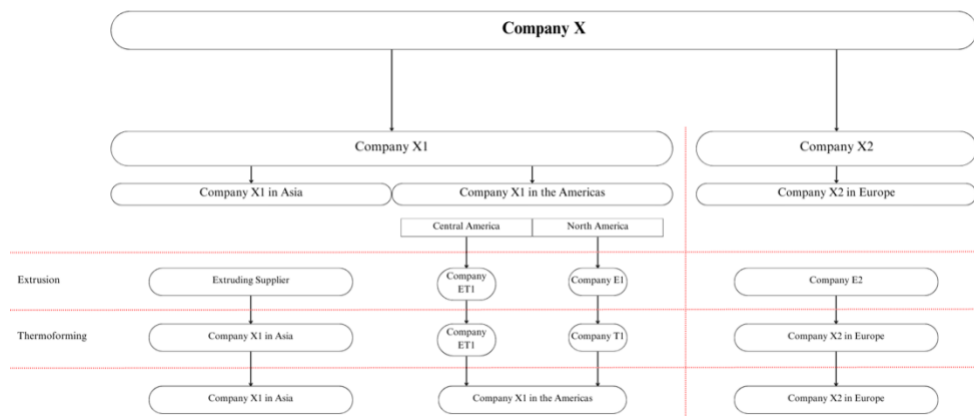 Company X
Company X1
Company X2
Company X1 in Asia
Company X1 in the Americas
Company X2 in Europe
Central America
North America
Extrusion
Extruding Supplier
Company
ET1
Company E1
Company E2
Thermoforming
Company X1 in Asia
Company
ET1
Company T1
Company X2 in Europe
Company X1 in Asia
Company X1 in the Americas
Company X2 in Europe